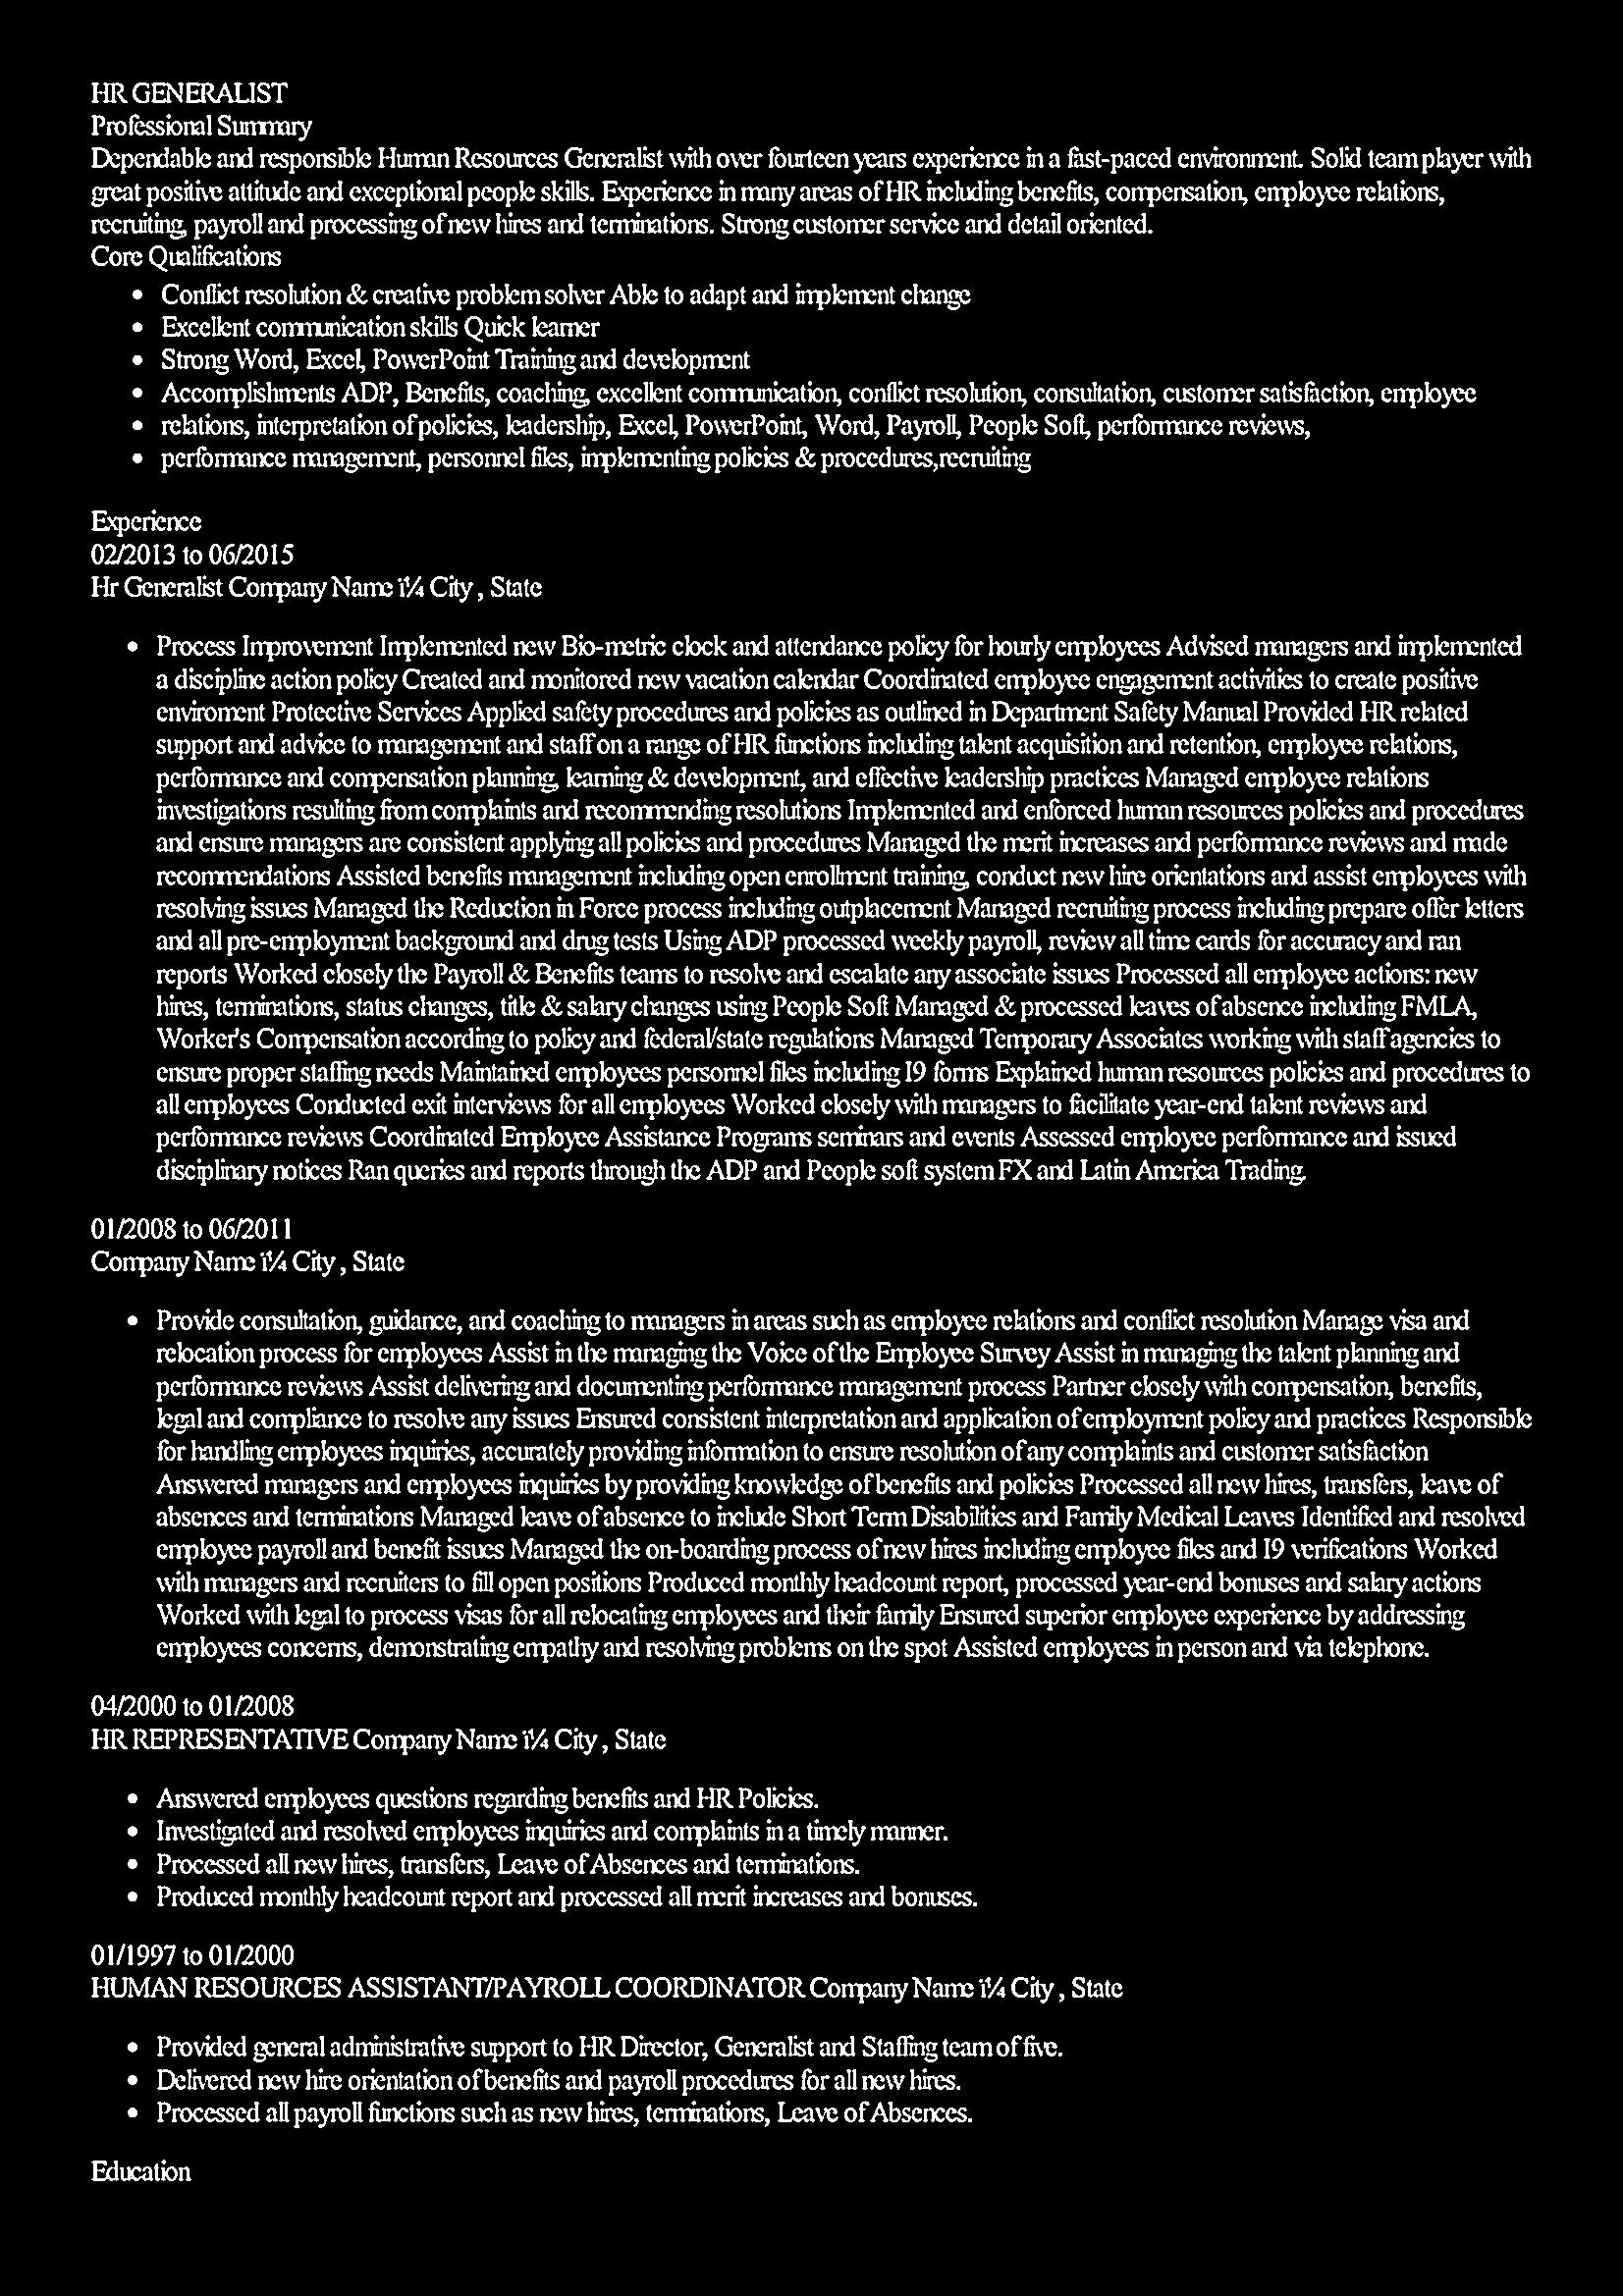 HR GENERALIST
Professional Summary
Dependable and responsible Human Resources Generalist with over fourteen years experience in a fast-paced environment. Solid team player with
great positive attitude and exceptional people skills. Experience in many areas of HR including benefits, compensation, employee relations,
recruiting, payroll and processing of new hires and terminations. Strong customer service and detail oriented.
Core Qualifications
• Conflict resolution & creative problem solver Able to adapt and implement change
• Excellent communication skills Quick learner
• Strong Word, Excel, PowerPoint Training and development
• Accomplishments ADP, Benefits, coaching, excellent communication, conflict resolution, consultation, customer satisfaction, employee
• relations, interpretation of policies, leadership, Excel, PowerPoint, Word, Payroll, People Soft, performance reviews,
• performance management, personnel files, implementing policies & procedures,recruiting
Experience
02/2013 to 06/2015
Hr Generalist Company Name ï¼ City , State
• Process Improvement Implemented new Bio-metric clock and attendance policy for hourly employees Advised managers and implemented
a discipline action policy Created and monitored new vacation calendar Coordinated employee engagement activities to create positive
enviroment Protective Services Applied safety procedures and policies as outlined in Department Safety Manual Provided HR related
support and advice to management and staff on a range of HR functions including talent acquisition and retention, employee relations,
performance and compensation planning, learning & development, and effective leadership practices Managed employee relations
investigations resulting from complaints and recommending resolutions Implemented and enforced human resources policies and procedures
and ensure managers are consistent applying all policies and procedures Managed the merit increases and performance reviews and made
recommendations Assisted benefits management including open enrollment training, conduct new hire orientations and assist employees with
resolving issues Managed the Reduction in Force process including outplacement Managed recruiting process including prepare offer letters
and all pre-employment background and drug tests Using ADP processed weekly payroll, review all time cards for accuracy and ran
reports Worked closely the Payroll & Benefits teams to resolve and escalate any associate issues Processed all employee actions: new
hires, terminations, status changes, title & salary changes using People Soft Managed & processed leaves of absence including FMLA,
Worker's Compensation according to policy and federal/state regulations Managed Temporary Associates working with staff agencies to
ensure proper staffing needs Maintained employees personnel files including I9 forms Explained human resources policies and procedures to
all employees Conducted exit interviews for all employees Worked closely with managers to facilitate year-end talent reviews and
performance reviews Coordinated Employee Assistance Programs seminars and events Assessed employee performance and issued
disciplinary notices Ran queries and reports through the ADP and People soft system FX and Latin America Trading.
01/2008 to 06/2011
Company Name ï¼ City , State
• Provide consultation, guidance, and coaching to managers in areas such as employee relations and conflict resolution Manage visa and
relocation process for employees Assist in the managing the Voice of the Employee Survey Assist in managing the talent planning and
performance reviews Assist delivering and documenting performance management process Partner closely with compensation, benefits,
legal and compliance to resolve any issues Ensured consistent interpretation and application of employment policy and practices Responsible
for handling employees inquiries, accurately providing information to ensure resolution of any complaints and customer satisfaction
Answered managers and employees inquiries by providing knowledge of benefits and policies Processed all new hires, transfers, leave of
absences and terminations Managed leave of absence to include Short Term Disabilities and Family Medical Leaves Identified and resolved
employee payroll and benefit issues Managed the on-boarding process of new hires including employee files and I9 verifications Worked
with managers and recruiters to fill open positions Produced monthly headcount report, processed year-end bonuses and salary actions
Worked with legal to process visas for all relocating employees and their family Ensured superior employee experience by addressing
employees concerns, demonstrating empathy and resolving problems on the spot Assisted employees in person and via telephone.
04/2000 to 01/2008
HR REPRESENTATIVE Company Name ï¼ City , State
• Answered employees questions regarding benefits and HR Policies.
• Investigated and resolved employees inquiries and complaints in a timely manner.
• Processed all new hires, transfers, Leave of Absences and terminations.
• Produced monthly headcount report and processed all merit increases and bonuses.
01/1997 to 01/2000
HUMAN RESOURCES ASSISTANT/PAYROLL COORDINATOR Company Name ï¼ City , State
• Provided general administrative support to HR Director, Generalist and Staffing team of five.
• Delivered new hire orientation of benefits and payroll procedures for all new hires.
• Processed all payroll functions such as new hires, terminations, Leave of Absences.
Education